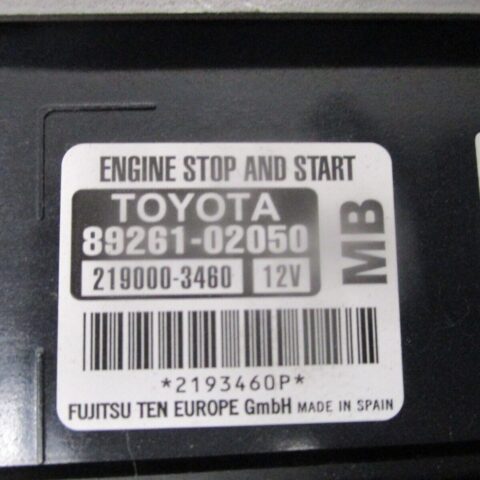 ENGINE STOP AND START
TOYOTA
89261-02050
219000-3460 12V
MB
*2193460P*
FUJITSU TEN EUROPE GmbH MADE IN SPAIN